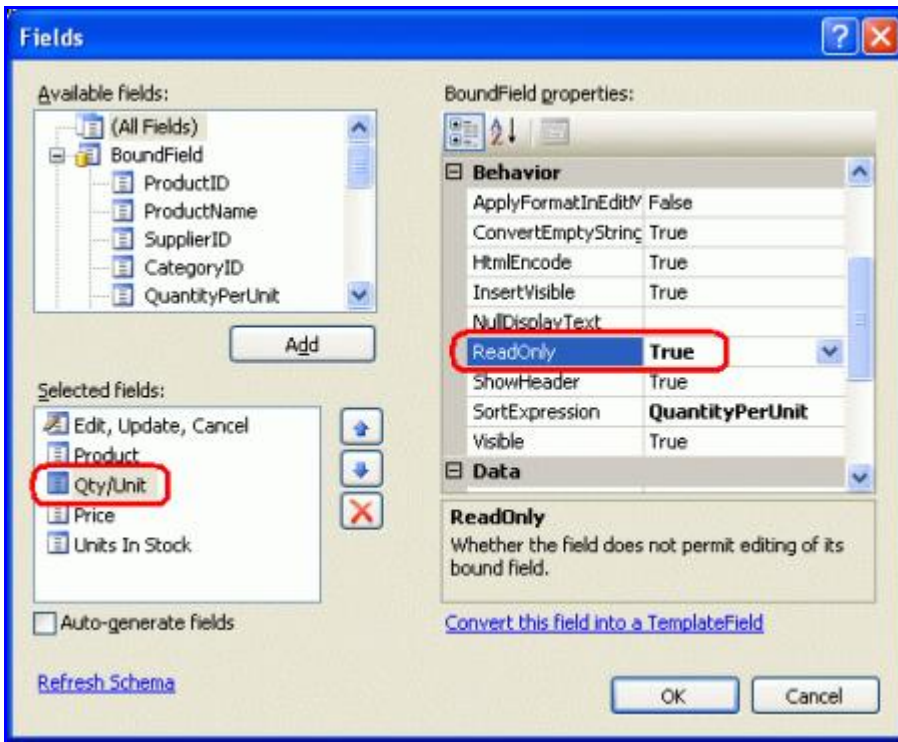 Fields
Available fields:
(All Fields)
BoundField
ProductID
ProductName
SupplierID
CategoryID
QuantityPerUnit
Add
Selected fields:
Edit, Update, Cancel
Product
Qty/Unit
Price
Units In Stock
Auto-generate fields
Refresh Schema
BoundField properties:
Behavior
ApplyFormatInEditM False
ConvertEmptyString True
HtmlEncode True
InsertVisible True
NullDisplayText
ReadOnly True
ShowHeader True
SortExpression QuantityPerUnit
Visible True
Data
ReadOnly
Whether the field does not permit editing of its
bound field.
Convert this field into a TemplateField
OK Cancel